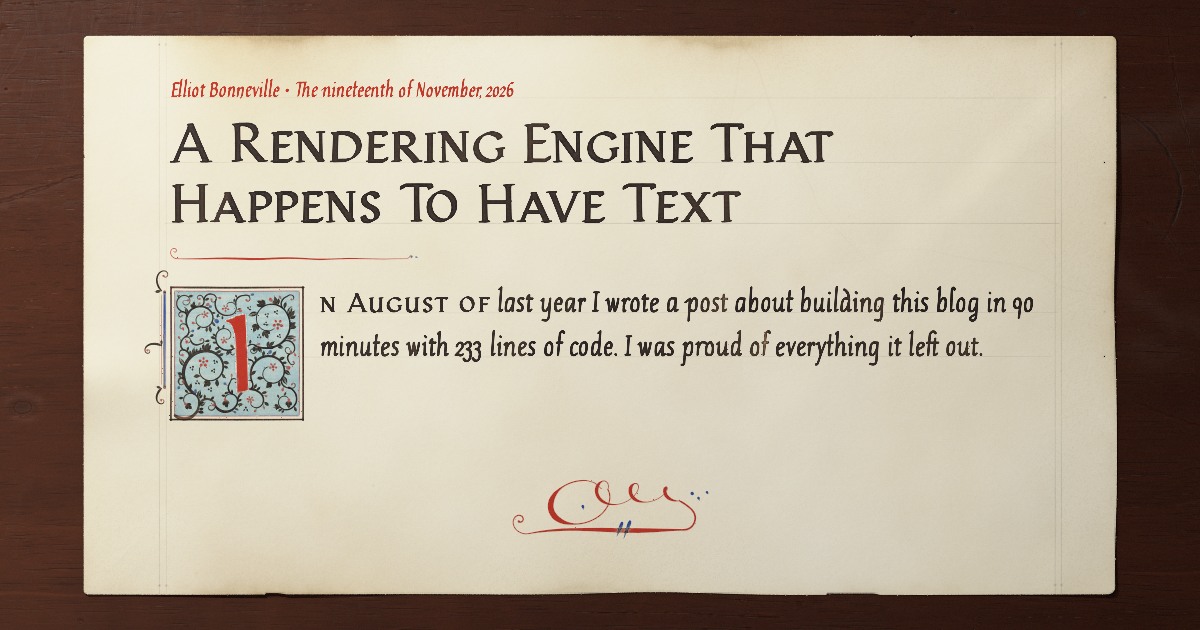 Elliot Bonneville · The nineteenth of November, 2026
A Rendering Engine That
Happens To Have Text
In August of last year I wrote a post about building this blog in 90
minutes with 233 lines of code. I was proud of everything it left out.